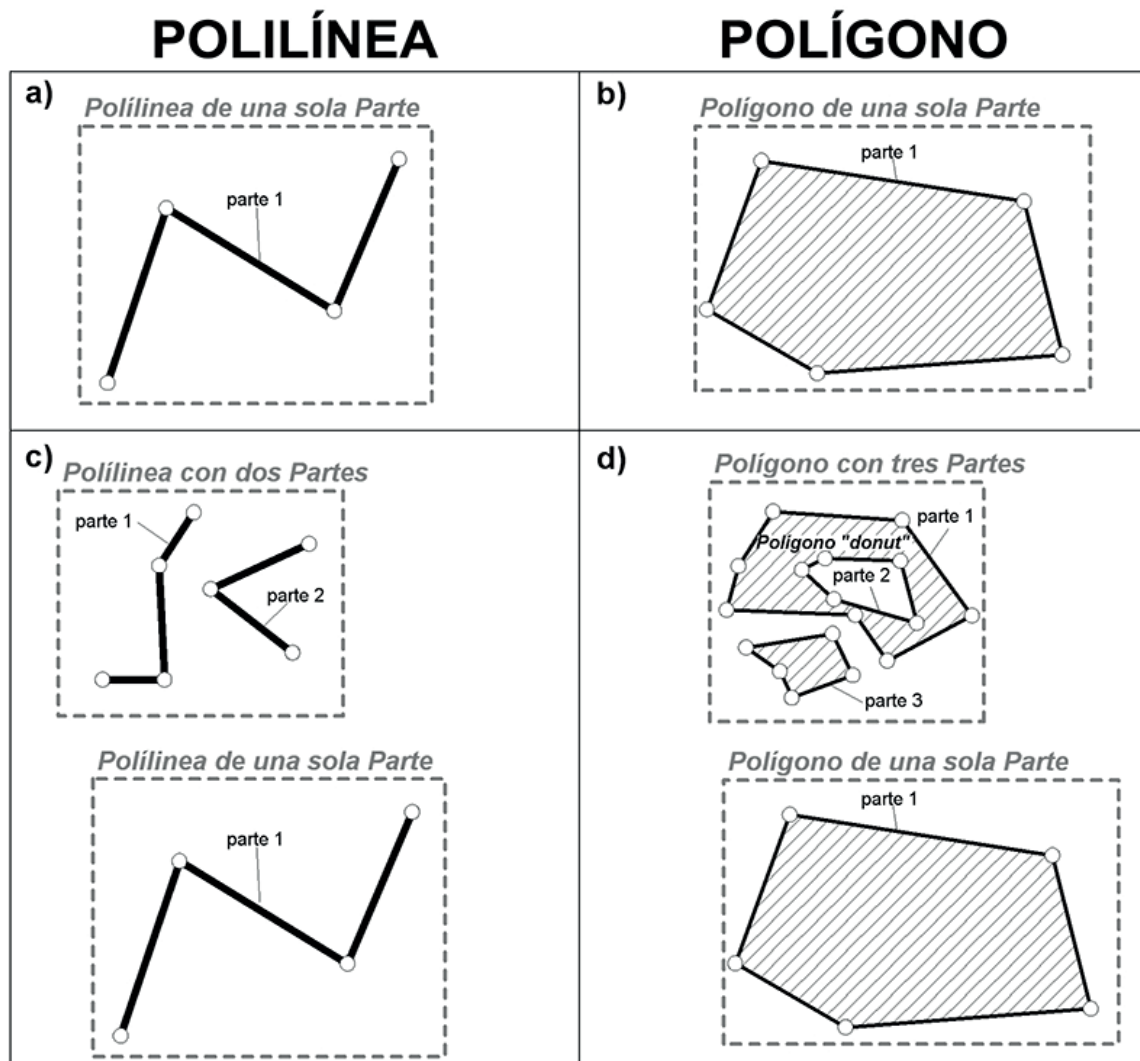 POLILÍNEA
POLÍGONO
a)
Polílinea de una sola Parte
parte 1
b)
Polígono de una sola Parte
parte 1
c)
Polílinea con dos Partes
parte 1
parte 2
Polílinea de una sola Parte
parte 1
d)
Polígono con tres Partes
parte 1
Polígono "donut"
parte 2
parte 3
Polígono de una sola Parte
parte 1